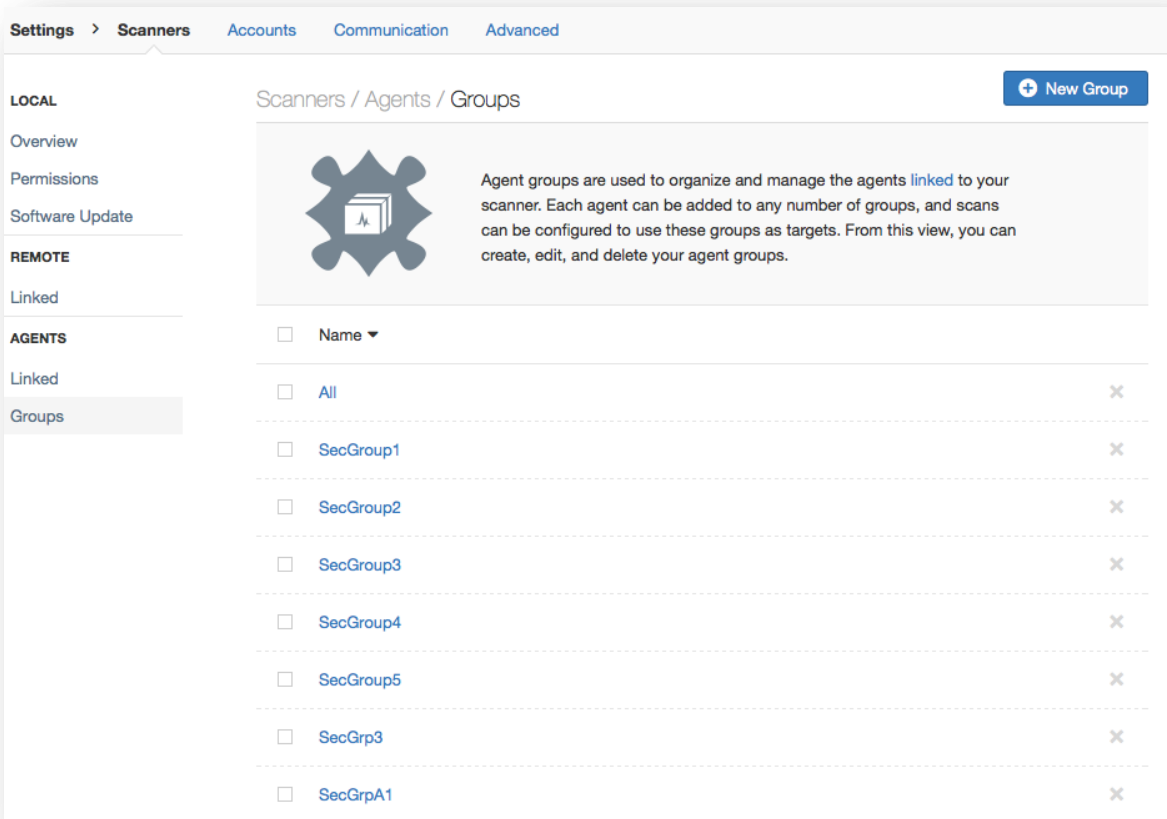 Settings > Scanners Accounts Communication Advanced
LOCAL
Overview
Permissions
Software Update
REMOTE
Linked
AGENTS
Linked
Groups
Scanners / Agents / Groups
New Group
Agent groups are used to organize and manage the agents linked to your
scanner. Each agent can be added to any number of groups, and scans
can be configured to use these groups as targets. From this view, you can
create, edit, and delete your agent groups.
Name
All
SecGroup1
SecGroup2
SecGroup3
SecGroup4
SecGroup5
SecGrp3
SecGrpA1